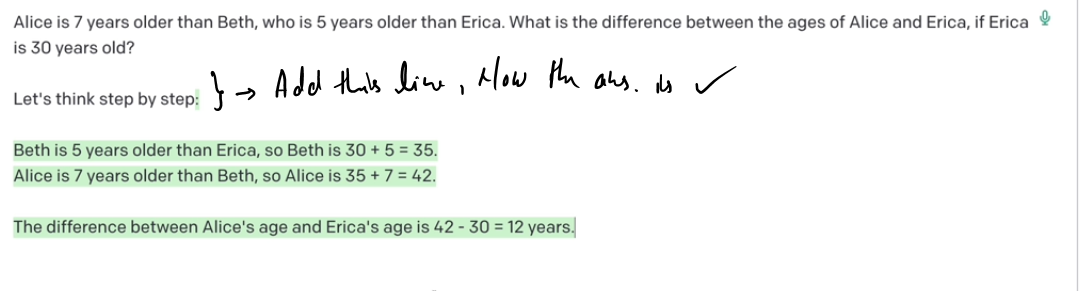 Alice is 7 years older than Beth, who is 5 years older than Erica. What is the difference between the ages of Alice and Erica, if Erica
is 30 years old?
Let's think step by step: } → Add this line, Now the ans. is ✓
Beth is 5 years older than Erica, so Beth is 30 + 5 = 35.
Alice is 7 years older than Beth, so Alice is 35 + 7 = 42.
The difference between Alice's age and Erica's age is 42 - 30 = 12 years.